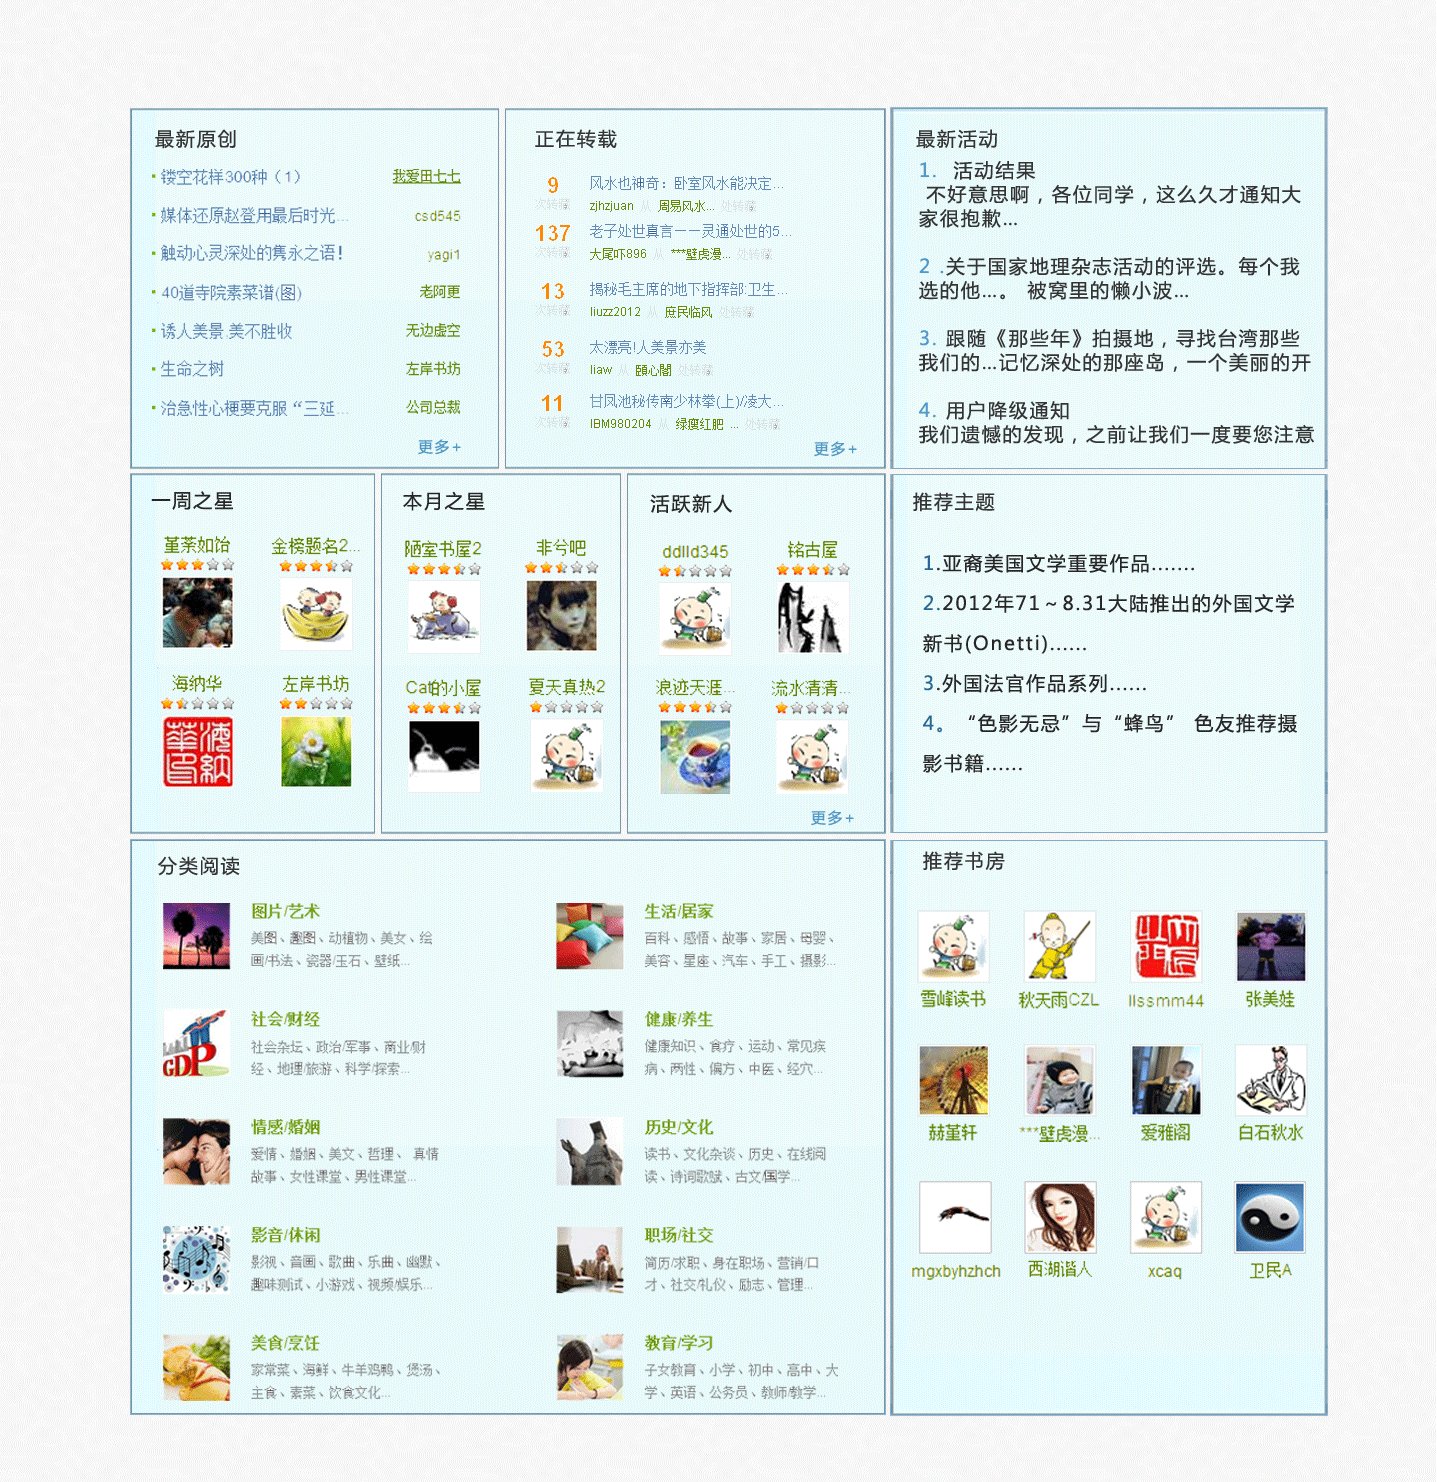 最新原创
镂空花样300种（1） 我爱田七七
媒体还原赵登用最后时光... csd545
触动心灵深处的隽永之语! yagi1
40道寺院素菜谱(图) 老阿更
诱人美景.美不胜收 无边虚空
生命之树 左岸书坊
治急性心梗要克服“三延... 公司总裁
更多+
正在转载
9 风水也神奇：卧室风水能决定...
次转藏 zjhzjuan 从 周易风水... 处转藏
137 老子处世真言——灵通处世的5...
次转藏 大尾吓896 从 ***壁虎漫... 处转藏
13 揭秘毛主席的地下指挥部:卫生...
次转藏 liuzz2012 从 庶民临风 处转藏
53 太漂亮!人美景亦美
次转藏 liaw 从 頤心閣 处转藏
11 甘凤池秘传南少林拳(上)/凌大...
次转藏 IBM980204 从 绿瘦红肥 ... 处转藏
更多+
最新活动
1. 活动结果
不好意思啊，各位同学，这么久才通知大
家很抱歉...
2 .关于国家地理杂志活动的评选。每个我
选的他...。 被窝里的懒小波...
3. 跟随《那些年》拍摄地，寻找台湾那些
我们的...记忆深处的那座岛，一个美丽的开
4. 用户降级通知
我们遗憾的发现，之前让我们一度要您注意
一周之星
堇荼如饴 金榜题名2...
海纳华 左岸书坊
本月之星
陋室书屋2 非兮吧
Cat的小屋 夏天真热2
活跃新人
ddlld345 铭古屋
浪迹天涯... 流水清清...
更多+
推荐主题
1.亚裔美国文学重要作品.......
2.2012年71～8.31大陆推出的外国文学
新书(Onetti)......
3.外国法官作品系列......
4。“色影无忌”与“蜂鸟” 色友推荐摄
影书籍......
分类阅读
图片/艺术
美图、趣图、动植物、美女、绘
画/书法、瓷器/玉石、壁纸...
生活/居家
百科、感悟、故事、家居、母婴、
美容、星座、汽车、手工、摄影...
GDP
社会/财经
社会杂坛、政治/军事、商业/财
经、地理/旅游、科学/探索...
健康/养生
健康知识、食疗、运动、常见疾
病、两性、偏方、中医、经穴...
情感/婚姻
爱情、婚姻、美文、哲理、 真情
故事、女性课堂、男性课堂...
历史/文化
读书、文化杂谈、历史、在线阅
读、诗词歌赋、古文/国学...
影音/休闲
影视、音画、歌曲、乐曲、幽默、
趣味测试、小游戏、视频/娱乐...
职场/社交
简历/求职、身在职场、营销/口
才、社交/礼仪、励志、管理...
美食/烹饪
家常菜、海鲜、牛羊鸡鸭、煲汤、
主食、素菜、饮食文化...
教育/学习
子女教育、小学、初中、高中、大
学、英语、公务员、教师/教学...
推荐书房
雪峰读书 秋天雨CZL llssmm44 张美娃
赫堇轩 ***壁虎漫... 爱雅阁 白石秋水
mgxbyhzhch 西湖谐人 xcaq 卫民A